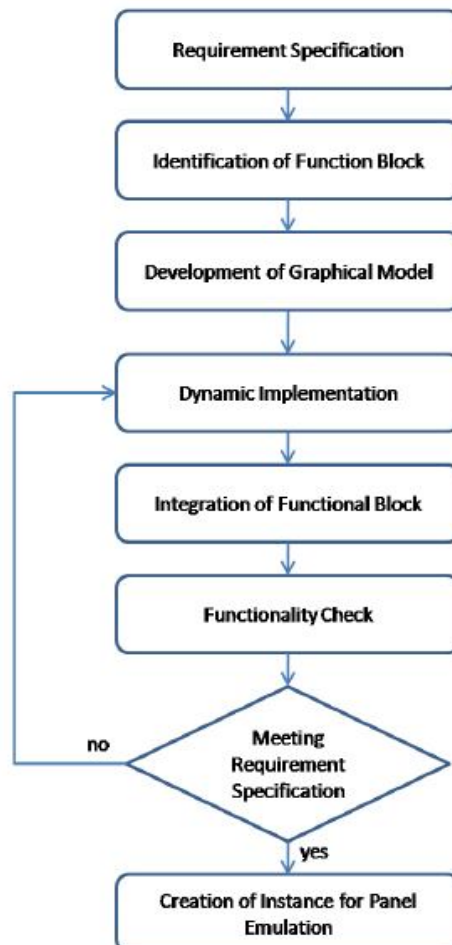 Requirement Specification
Identification of Function Block
Development of Graphical Model
Dynamic Implementation
Integration of Functional Block
Functionality Check
no
Meeting
Requirement
Specification
yes
Creation of Instance for Panel
Emulation